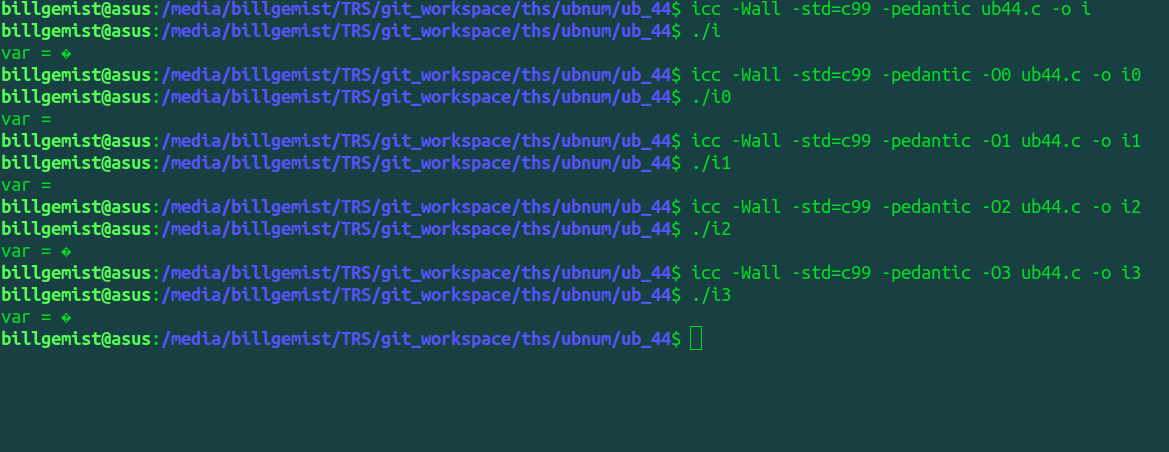 billgemist@asus:/media/billgemist/TRS/git_workspace/ths/ubnum/ub_44$ icc -Wall -std=c99 -pedantic ub44.c -o i
billgemist@asus:/media/billgemist/TRS/git_workspace/ths/ubnum/ub_44$ ./i
var = �
billgemist@asus:/media/billgemist/TRS/git_workspace/ths/ubnum/ub_44$ icc -Wall -std=c99 -pedantic -O0 ub44.c -o i0
billgemist@asus:/media/billgemist/TRS/git_workspace/ths/ubnum/ub_44$ ./i0
var =
billgemist@asus:/media/billgemist/TRS/git_workspace/ths/ubnum/ub_44$ icc -Wall -std=c99 -pedantic -O1 ub44.c -o i1
billgemist@asus:/media/billgemist/TRS/git_workspace/ths/ubnum/ub_44$ ./i1
var =
billgemist@asus:/media/billgemist/TRS/git_workspace/ths/ubnum/ub_44$ icc -Wall -std=c99 -pedantic -O2 ub44.c -o i2
billgemist@asus:/media/billgemist/TRS/git_workspace/ths/ubnum/ub_44$ ./i2
var = �
billgemist@asus:/media/billgemist/TRS/git_workspace/ths/ubnum/ub_44$ icc -Wall -std=c99 -pedantic -O3 ub44.c -o i3
billgemist@asus:/media/billgemist/TRS/git_workspace/ths/ubnum/ub_44$ ./i3
var = �
billgemist@asus:/media/billgemist/TRS/git_workspace/ths/ubnum/ub_44$